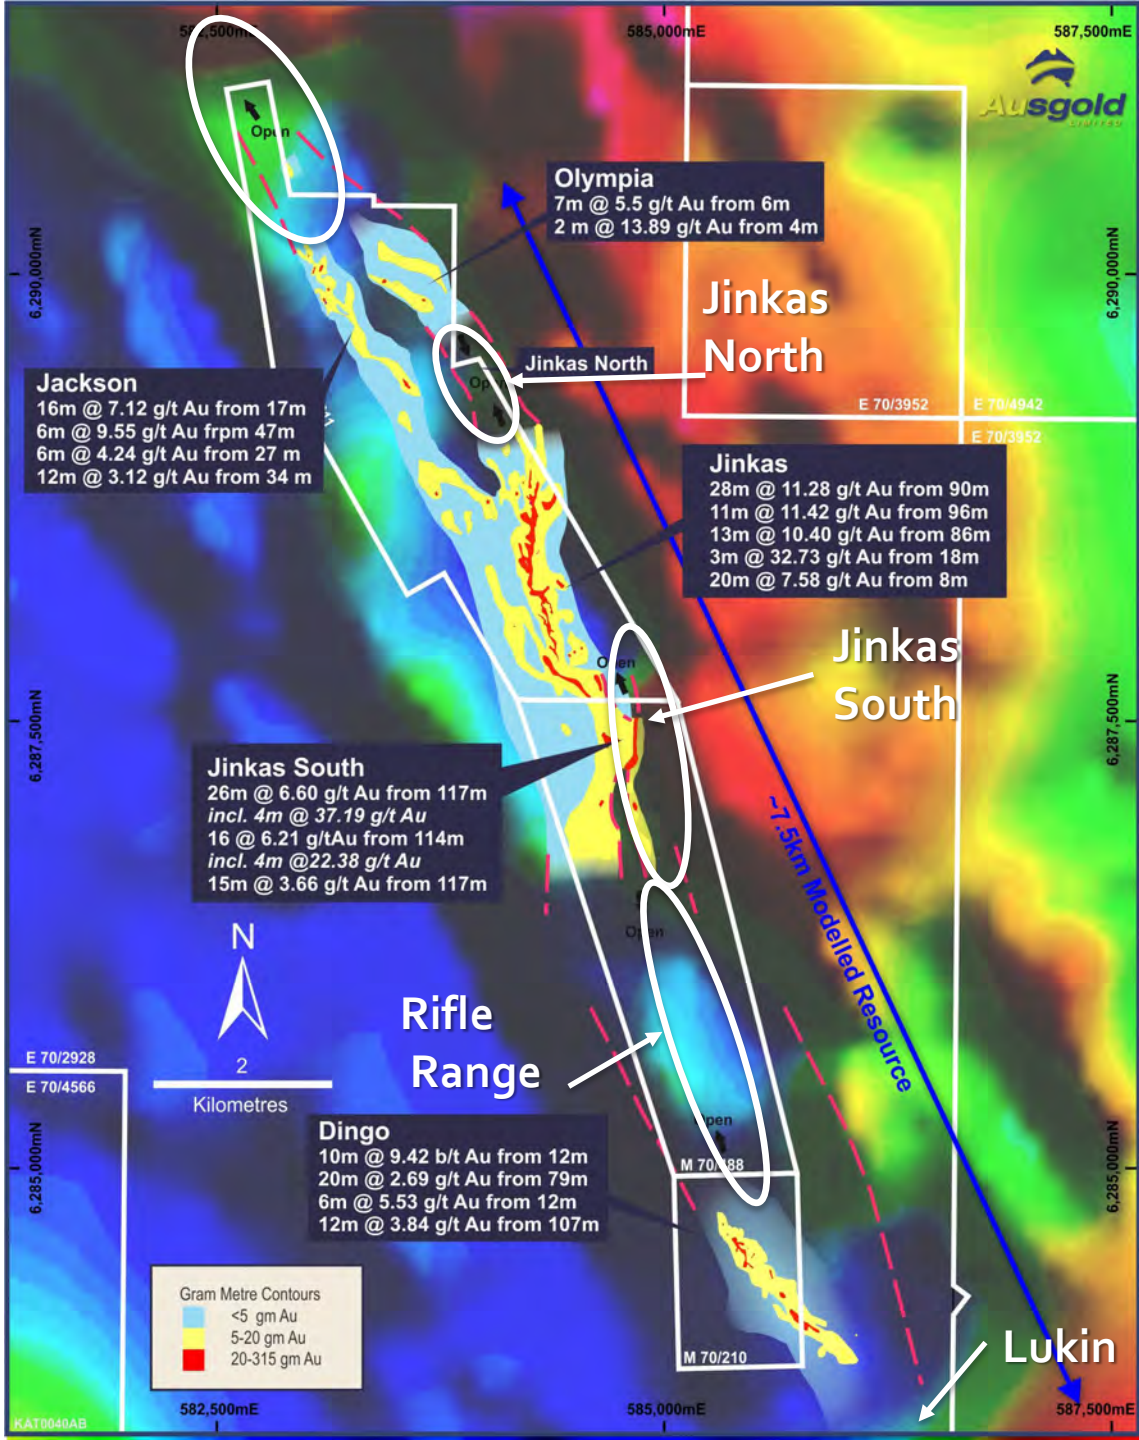 582,500mE
585,000mE
587,500mE
Ausgold
LIMITED
Open
Olympia
7m @ 5.5 g/t Au from 6m
2 m @ 13.89 g/t Au from 4m
6,290,000mN
6,290,000mN
Jinkas
North
Jinkas North
Open
Jackson
16m @ 7.12 g/t Au from 17m
6m @ 9.55 g/t Au frpm 47m
6m @ 4.24 g/t Au from 27 m
12m @ 3.12 g/t Au from 34 m
E 70/3952
E 70/4942
E 70/3952
Jinkas
28m @ 11.28 g/t Au from 90m
11m @ 11.42 g/t Au from 96m
13m @ 10.40 g/t Au from 86m
3m @ 32.73 g/t Au from 18m
20m @ 7.58 g/t Au from 8m
Open
Jinkas
South
6,287,500mN
6,287,500mN
Jinkas South
26m @ 6.60 g/t Au from 117m
incl. 4m @ 37.19 g/t Au
16 @ 6.21 g/tAu from 114m
incl. 4m @22.38 g/t Au
15m @ 3.66 g/t Au from 117m
~7.5km Modelled Resource
Open
N
Rifle
Range
E 70/2928
E 70/4566
2
Kilometres
Open
Dingo
10m @ 9.42 b/t Au from 12m
20m @ 2.69 g/t Au from 79m
6m @ 5.53 g/t Au from 12m
12m @ 3.84 g/t Au from 107m
M 70/488
6,285,000mN
6,285,000mN
Gram Metre Contours
<5 gm Au
5-20 gm Au
20-315 gm Au
M 70/210
Lukin
KAT0040AB
582,500mE
585,000mE
587,500mE